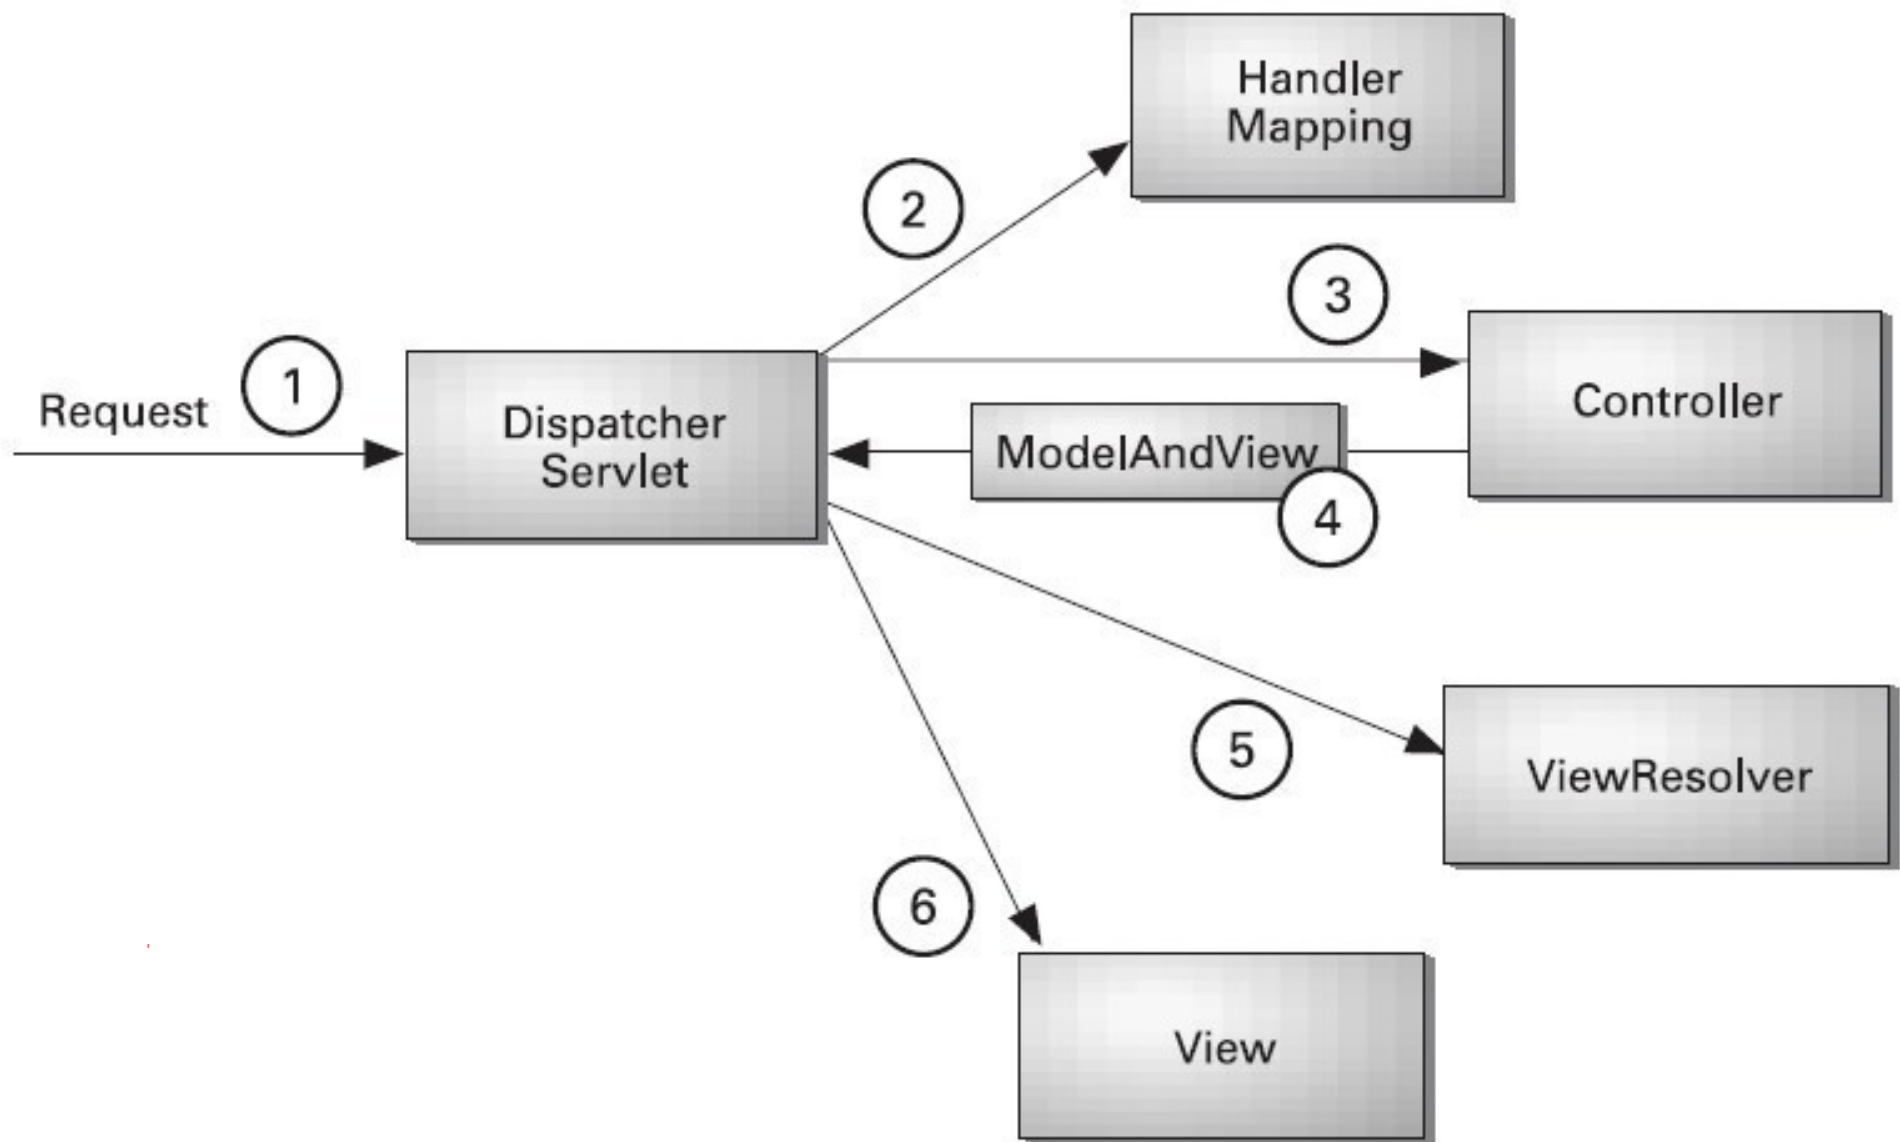 Handler
Mapping
2
3
Request
1
Dispatcher
Servlet
Controller
ModelAndView
4
5
ViewResolver
6
View